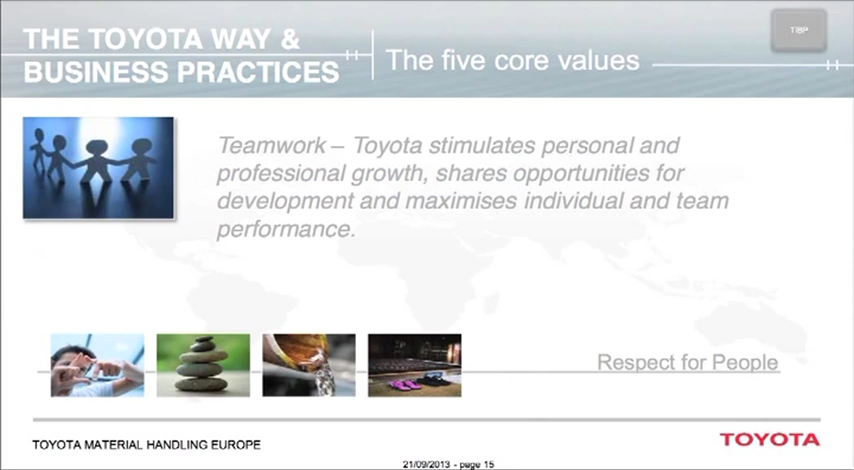 THE TOYOTA WAY &
BUSINESS PRACTICES
The five core values
TIBP
Teamwork – Toyota stimulates personal and
professional growth, shares opportunities for
development and maximises individual and team
performance.
Respect for People
TOYOTA MATERIAL HANDLING EUROPE
TOYOTA
21/09/2013 - page 15